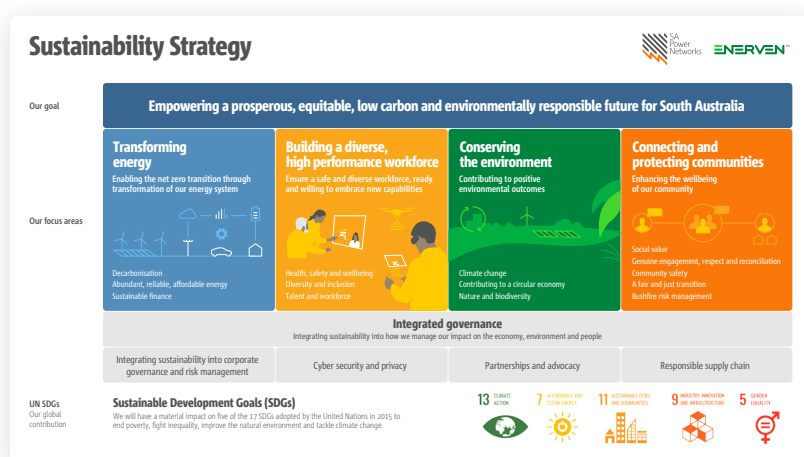 Sustainability Strategy
SA
Power
Networks
ENERVEN
Our goal
Empowering a prosperous, equitable, low carbon and environmentally responsible future for South Australia
Our focus areas
Transforming
energy
Enabling the net zero transition through
transformation of our energy system
Decarbonisation
Abundant, reliable, affordable energy
Sustainable finance
Building a diverse,
high performance workforce
Ensure a safe and diverse workforce, ready
and willing to embrace new capabilities
Health, safety and wellbeing
Diversity and inclusion
Talent and workforce
Conserving
the environment
Contributing to positive
environmental outcomes
Climate change
Contributing to a circular economy
Nature and biodiversity
Connecting and
protecting communities
Enhancing the wellbeing
of our community
Social value
Genuine engagement, respect and reconciliation
Community safety
A fair and just transition
Bushfire risk management
Integrated governance
Integrating sustainability into how we manage our impact on the economy, environment and people
Integrating sustainability into corporate
governance and risk management
Cyber security and privacy
Partnerships and advocacy
Responsible supply chain
UN SDGs
Our global
contribution
Sustainable Development Goals (SDGs)
We will have a material impact on five of the 17 SDGs adopted by the United Nations in 2015 to
end poverty, fight inequality, improve the natural environment and tackle climate change.
13 CLIMATE
ACTION
7 AFFORDABLE AND
CLEAN ENERGY
11 SUSTAINABLE CITIES
AND COMMUNITIES
9 INDUSTRY, INNOVATION
AND INFRASTRUCTURE
5 GENDER
EQUALITY